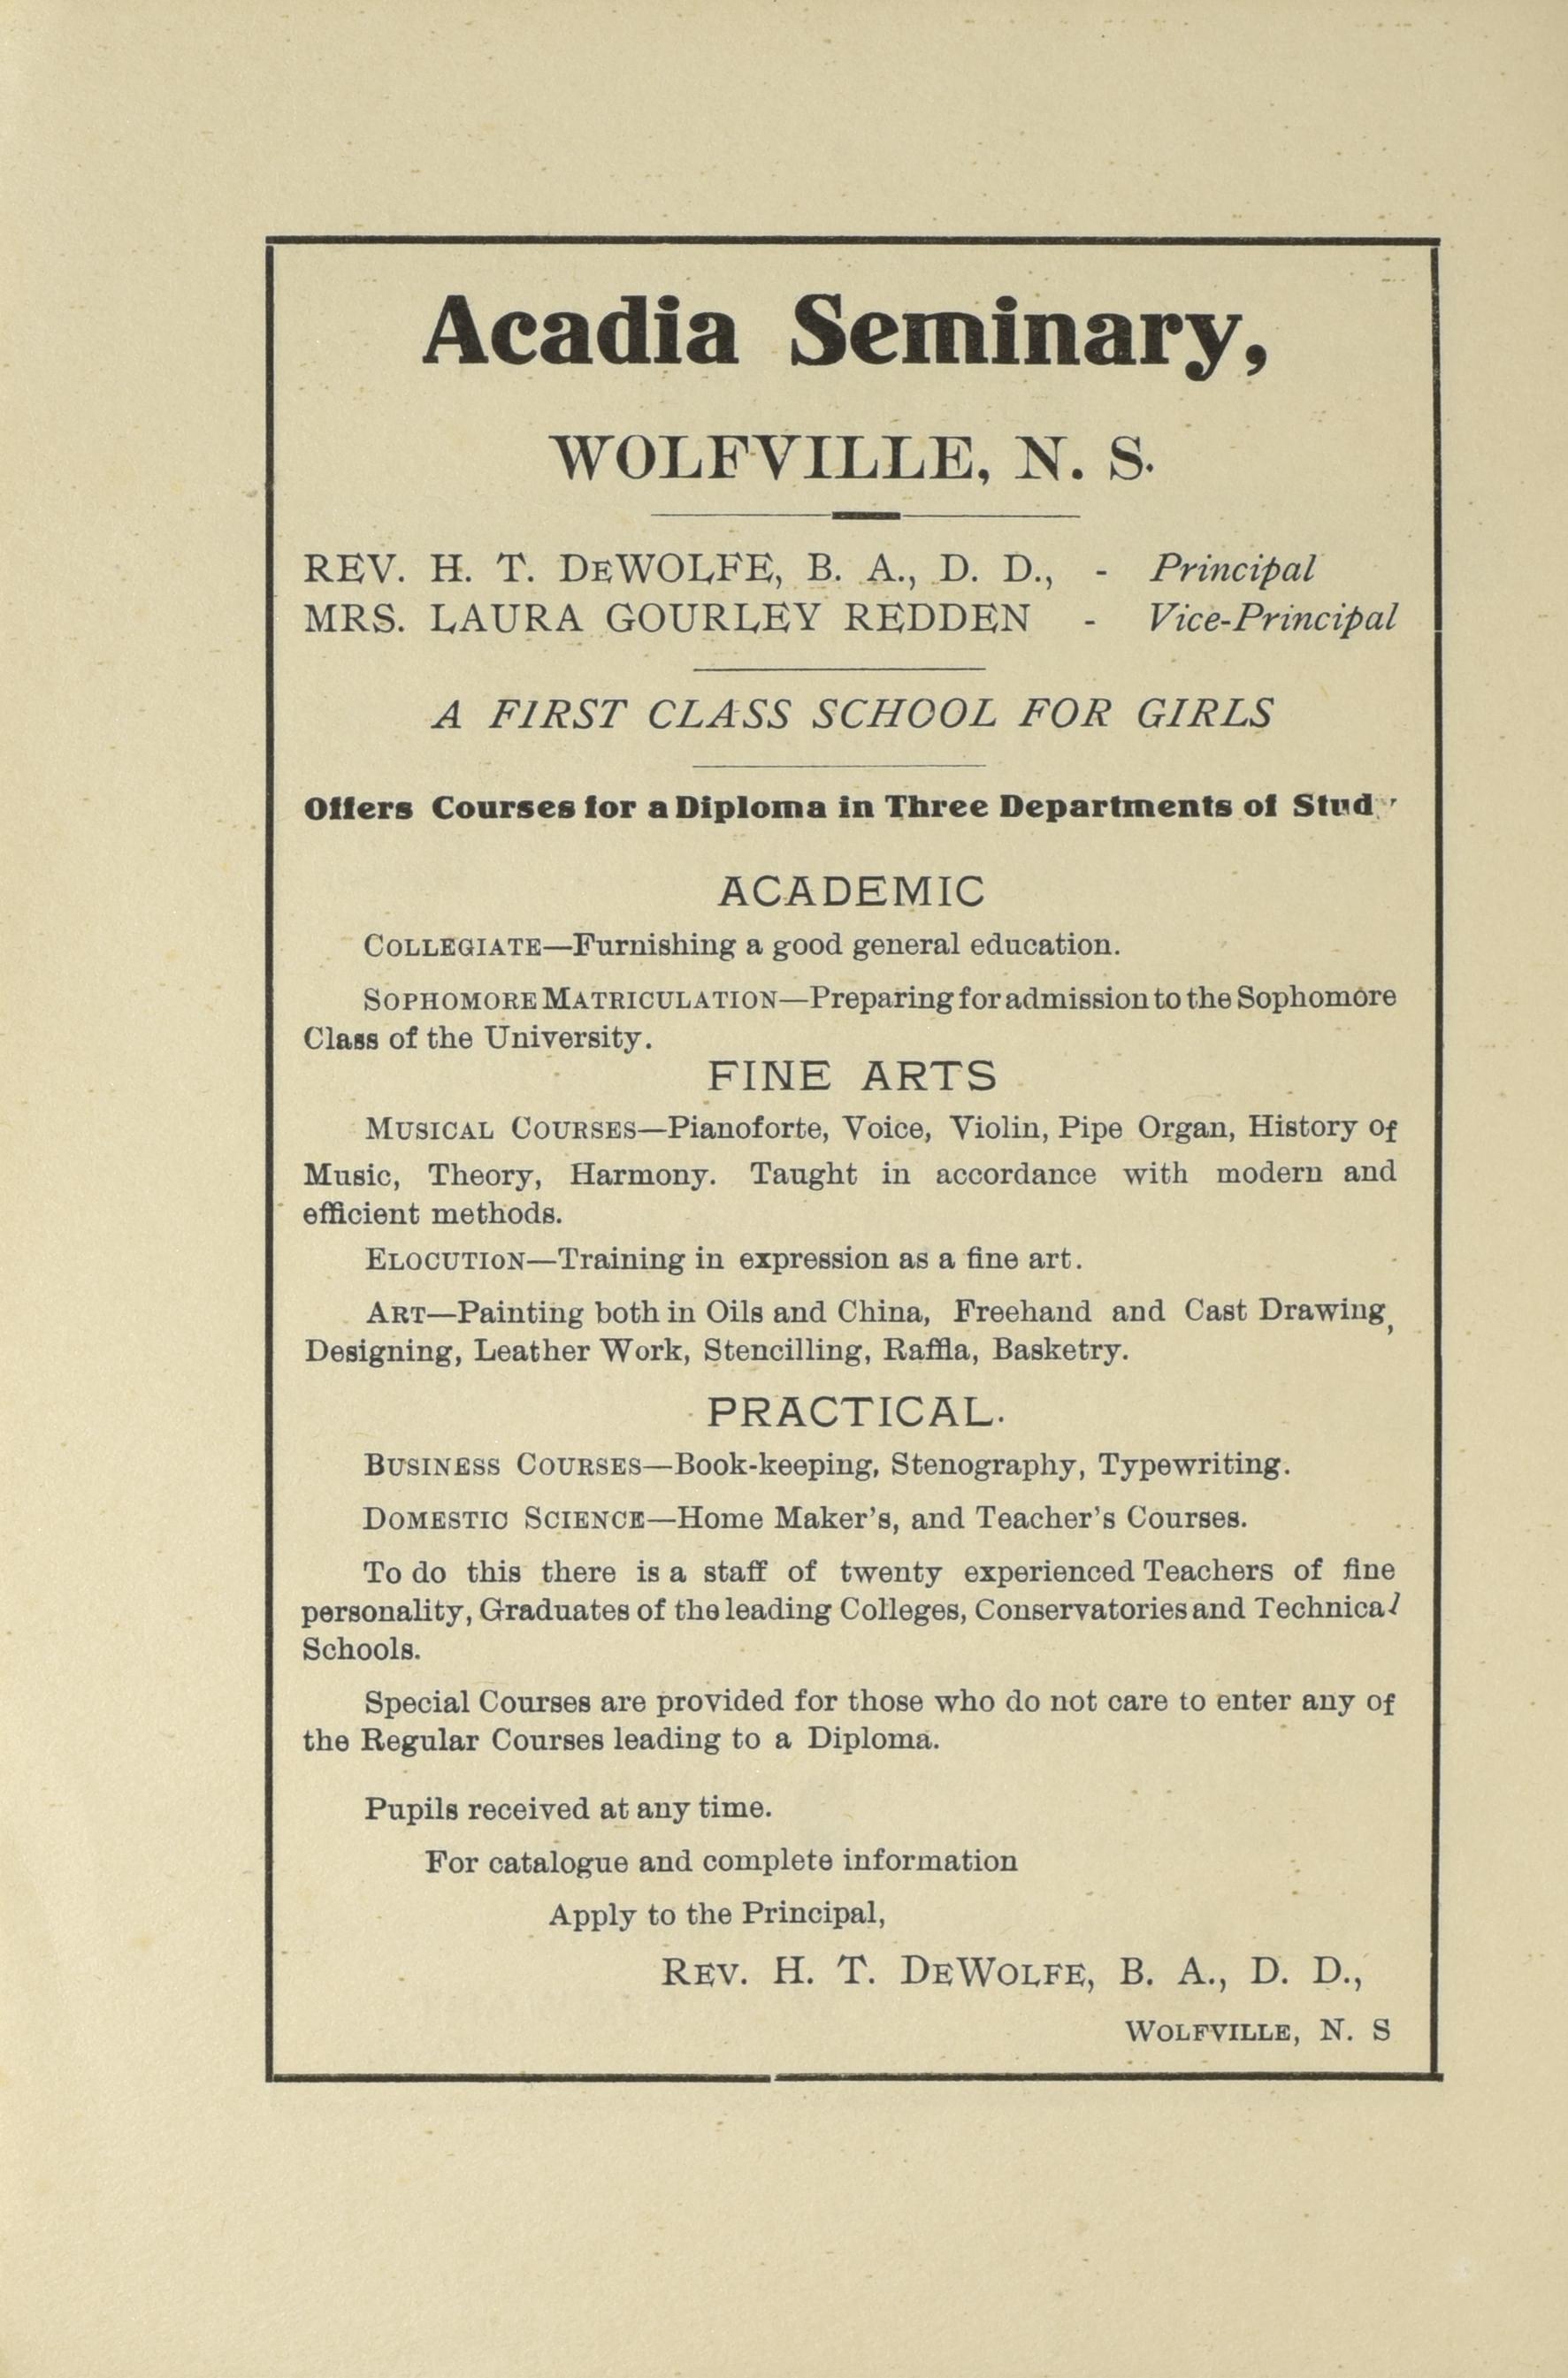 Acadia Seminary,
WOLFVILLE, N. S.
REV. H. T. DEWOLFE, B. A., D. D., - Principal
MRS. LAURA GOURLEY REDDEN - Vice-Principal
A FIRST CLASS SCHOOL FOR GIRLS
Offers Courses for a Diploma in Three Departments of Study
ACADEMIC
COLLEGIATE—Furnishing a good general education.
SOPHOMORE MATRICULATION—Preparing for admission to the Sophomore
Class of the University.
FINE ARTS
MUSICAL COURSES—Pianoforte, Voice, Violin, Pipe Organ, History of
Music, Theory, Harmony. Taught in accordance with modern and
efficient methods.
ELOCUTION—Training in expression as a fine art.
ART—Painting both in Oils and China, Freehand and Cast Drawing,
Designing, Leather Work, Stencilling, Raffla, Basketry.
PRACTICAL.
BUSINESS COURSES—Book-keeping, Stenography, Typewriting.
DOMESTIC SCIENCE—Home Maker's, and Teacher's Courses.
To do this there is a staff of twenty experienced Teachers of fine
personality, Graduates of the leading Colleges, Conservatories and Technical
Schools.
Special Courses are provided for those who do not care to enter any of
the Regular Courses leading to a Diploma.
Pupils received at any time.
For catalogue and complete information
Apply to the Principal,
REV. H. T. DEWOLFE, B. A., D. D.,
WOLFVILLE, N. S